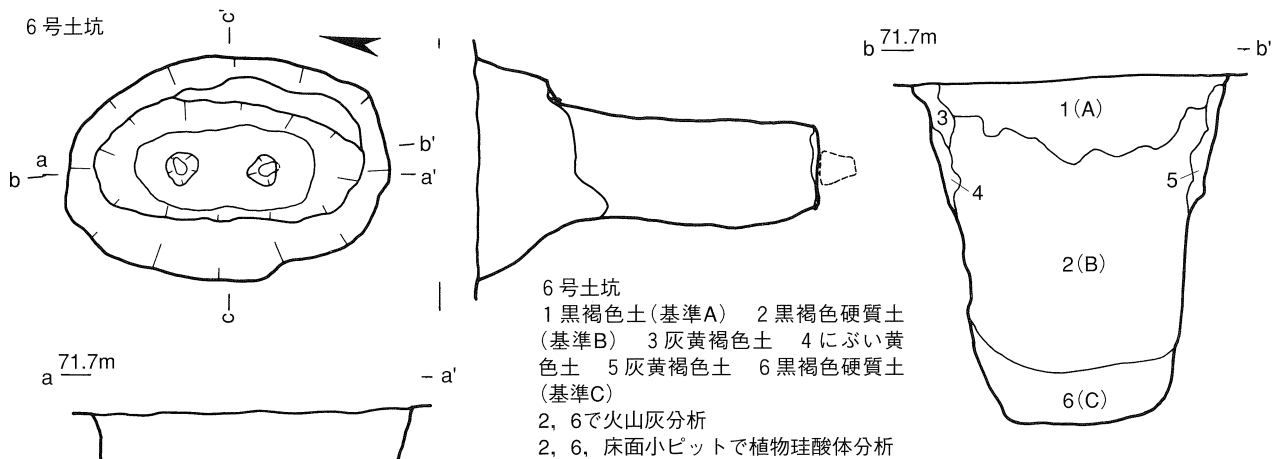 6号土坑
c'
c
a
b
b'
a'
b 71.7m b'
1(A)
3
4
5
2(B)
6(C)
6号土坑
1 黒褐色土(基準A) 2 黒褐色硬質土
(基準B) 3 灰黄褐色土 4 にぶい黄
色土 5 灰黄褐色土 6 黒褐色硬質土
(基準C)
2, 6で火山灰分析
2, 6, 床面小ピットで植物珪酸体分析
71.7m
a a'